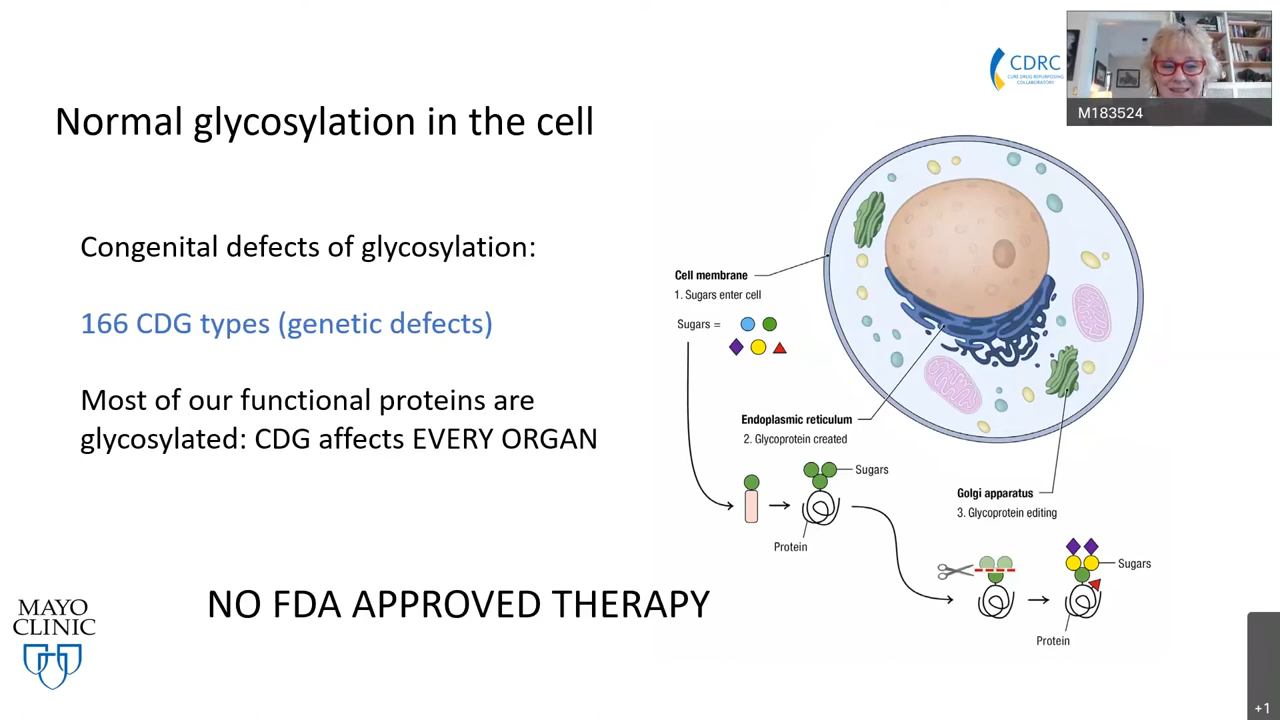 Normal glycosylation in the cell
CDRC
CURE DRUG REPURPOSING
COLLABORATORY
M183524
Congenital defects of glycosylation:
166 CDG types (genetic defects)
Most of our functional proteins are
glycosylated: CDG affects EVERY ORGAN
NO FDA APPROVED THERAPY
MAYO
CLINIC
Cell membrane
1. Sugars enter cell
Sugars =
Endoplasmic reticulum
2. Glycoprotein created
Sugars
Protein
Golgi apparatus
3. Glycoprotein editing
Sugars
Protein
+1